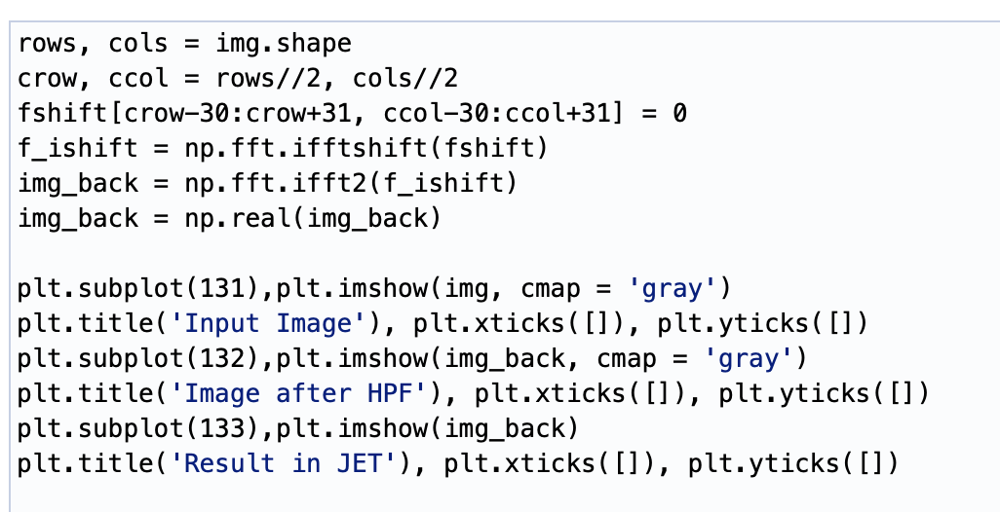 rows, cols = img.shape
crow, ccol = rows//2, cols//2
fshift[crow-30:crow+31, ccol-30:ccol+31] = 0
f_ishift = np.fft.ifftshift(fshift)
img_back = np.fft.ifft2(f_ishift)
img_back = np.real(img_back)

plt.subplot(131),plt.imshow(img, cmap = 'gray')
plt.title('Input Image'), plt.xticks([]), plt.yticks([])
plt.subplot(132),plt.imshow(img_back, cmap = 'gray')
plt.title('Image after HPF'), plt.xticks([]), plt.yticks([])
plt.subplot(133),plt.imshow(img_back)
plt.title('Result in JET'), plt.xticks([]), plt.yticks([])